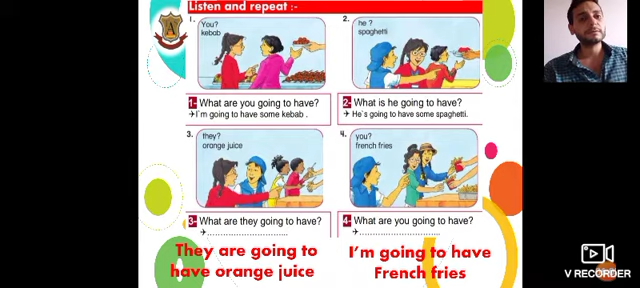 Listen and repeat :-
1.
You?
kebab
2.
he ?
spaghetti
1- What are you going to have?
I'm going to have some kebab .
2- What is he going to have?
He's going to have some spaghetti.
3.
they?
orange juice
4.
you?
french fries
3- What are they going to have?
................................
4- What are you going to have?
................................
They are going to
have orange juice
I'm going to have
French fries
V RECORDER